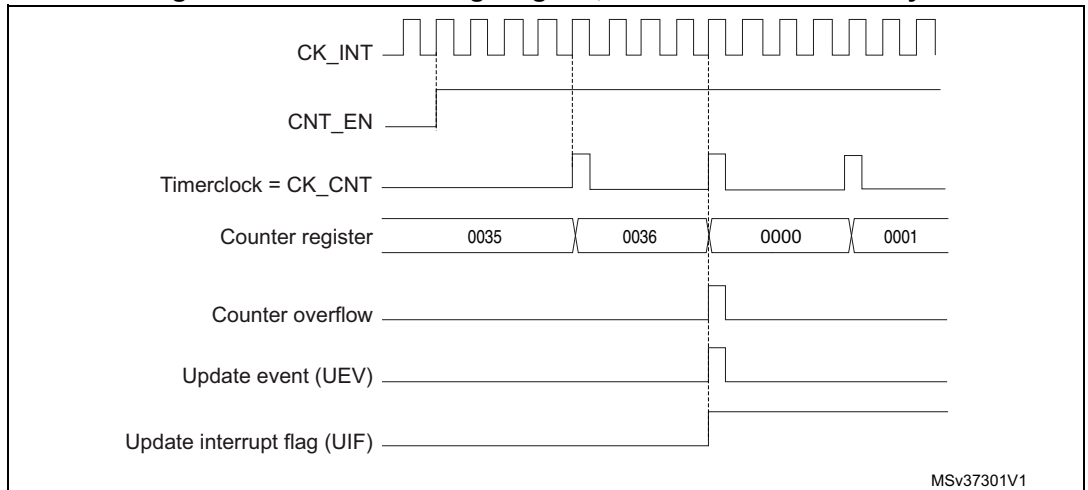 CK_INT
CNT_EN
Timerclock = CK_CNT
Counter register 0035 0036 0000 0001
Counter overflow
Update event (UEV)
Update interrupt flag (UIF)
MSv37301V1